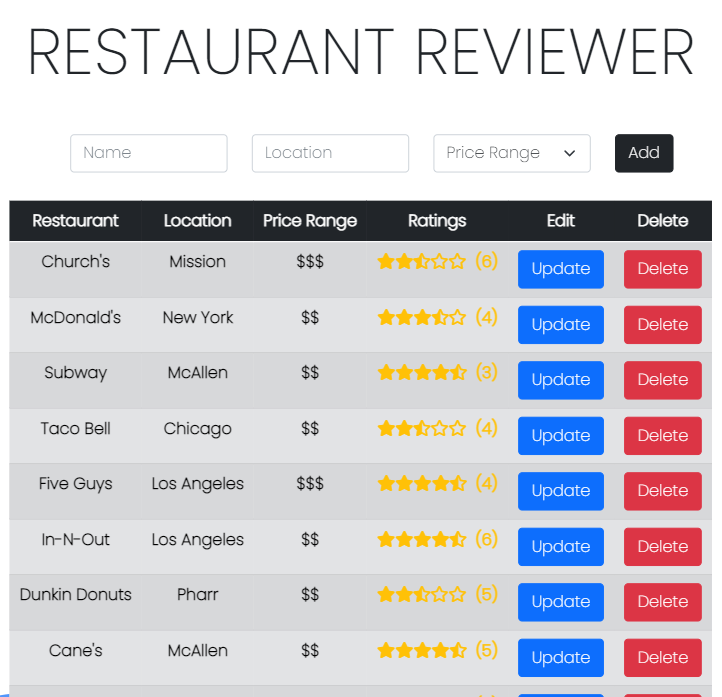 RESTAURANT REVIEWER
Name Location Price Range Add
Restaurant Location Price Range Ratings Edit Delete
Church's Mission $$$ (6) Update Delete
McDonald's New York $$ (4) Update Delete
Subway McAllen $$ (3) Update Delete
Taco Bell Chicago $$ (4) Update Delete
Five Guys Los Angeles $$$ (4) Update Delete
In-N-Out Los Angeles $$ (6) Update Delete
Dunkin Donuts Pharr $$ (5) Update Delete
Cane's McAllen $$ (5) Update Delete